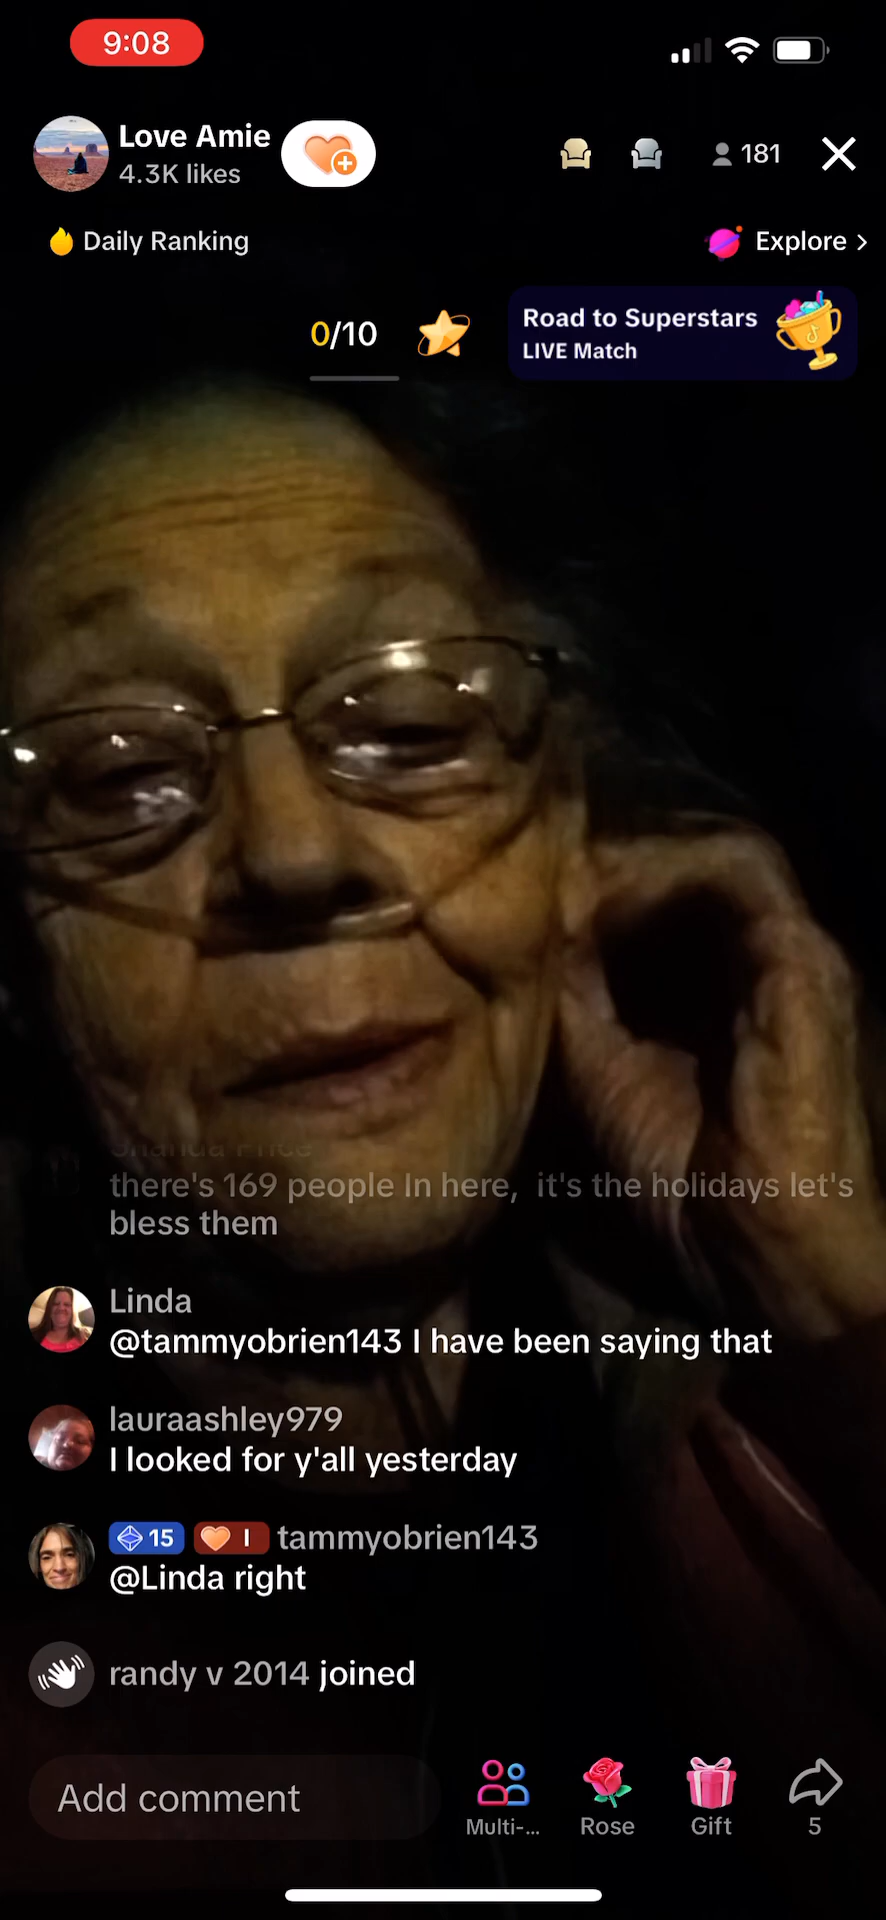 9:08
Love Amie
4.3K likes
181
Daily Ranking
Explore >
0/10
Road to Superstars
LIVE Match
there's 169 people In here, it's the holidays let's
bless them
Linda
@tammyobrien143 I have been saying that
lauraashley979
I looked for y'all yesterday
15 I tammyobrien143
@Linda right
randy v 2014 joined
Add comment
Multi-...
Rose
Gift
5